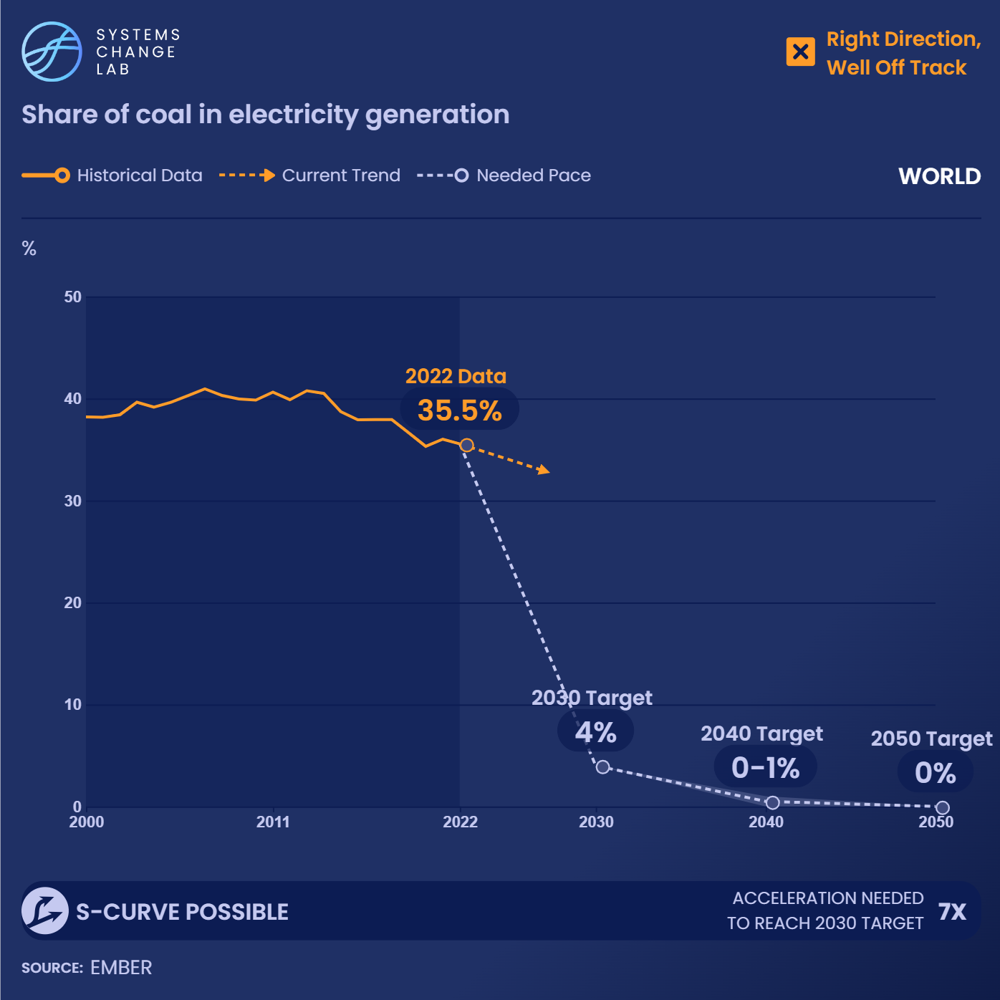 SYSTEMS
CHANGE
LAB
Right Direction,
Well Off Track
Share of coal in electricity generation
Historical Data
Current Trend
Needed Pace
WORLD
%
50
40
30
20
10
0
2022 Data
35.5%
2030 Target
4%
2040 Target
0-1%
2050 Target
0%
2000
2011
2022
2030
2040
2050
S-CURVE POSSIBLE
ACCELERATION NEEDED
TO REACH 2030 TARGET
7X
SOURCE: EMBER